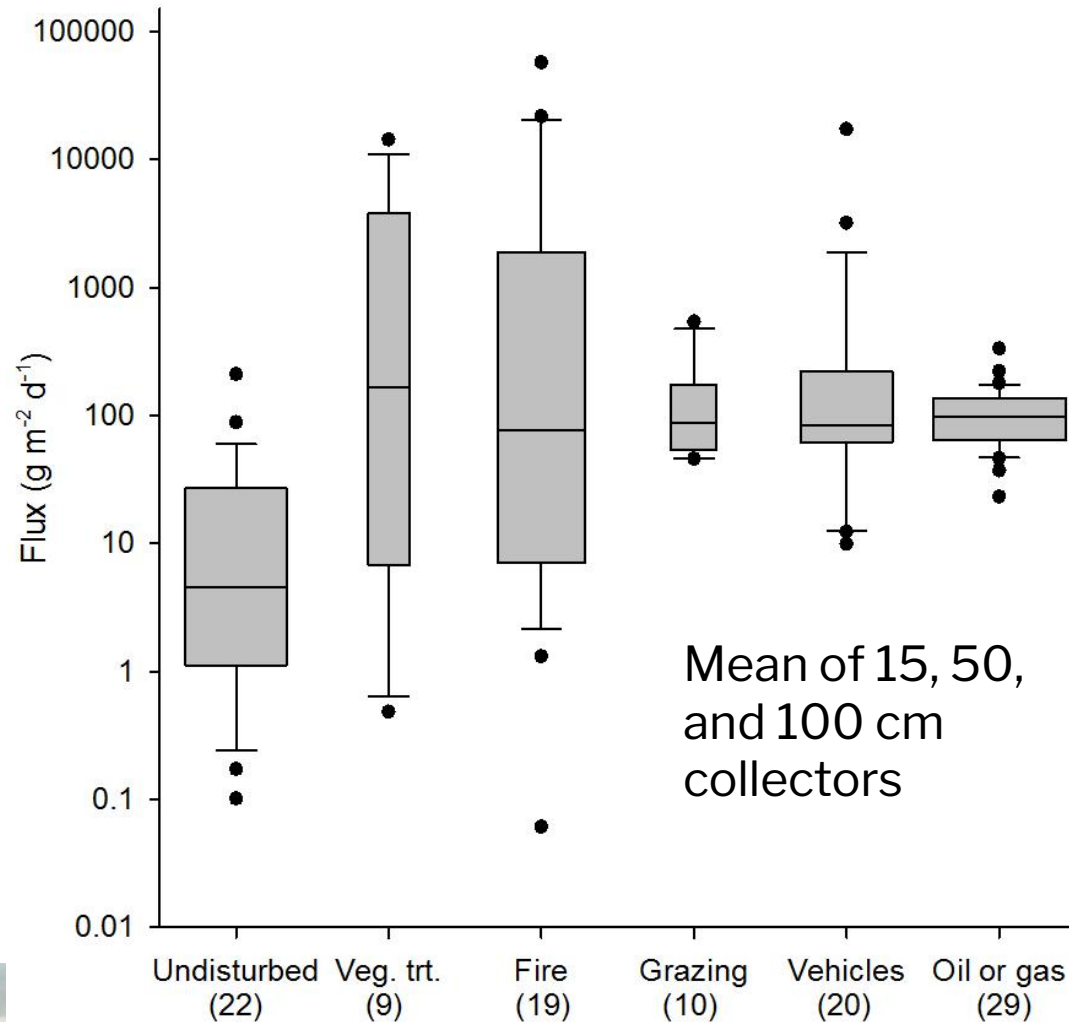 100000
10000
1000
100
10
1
0.1
0.01
Flux (g m⁻² d⁻¹)
Mean of 15, 50,
and 100 cm
collectors
Undisturbed Veg. trt. Fire Grazing Vehicles Oil or gas
(22) (9) (19) (10) (20) (29)